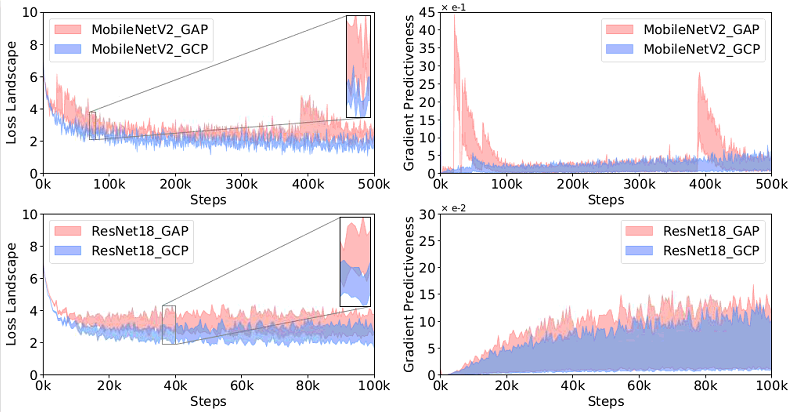 10
8
6
4
2
0
Loss Landscape
MobileNetV2_GAP
MobileNetV2_GCP
0k 100k 200k 300k 400k 500k
Steps
× e-1
45
40
35
30
25
20
15
10
5
0
Gradient Predictiveness
MobileNetV2_GAP
MobileNetV2_GCP
0k 100k 200k 300k 400k 500k
Steps
10
8
6
4
2
0
Loss Landscape
ResNet18_GAP
ResNet18_GCP
0k 20k 40k 60k 80k 100k
Steps
× e-2
30
25
20
15
10
5
0
Gradient Predictiveness
ResNet18_GAP
ResNet18_GCP
0k 20k 40k 60k 80k 100k
Steps